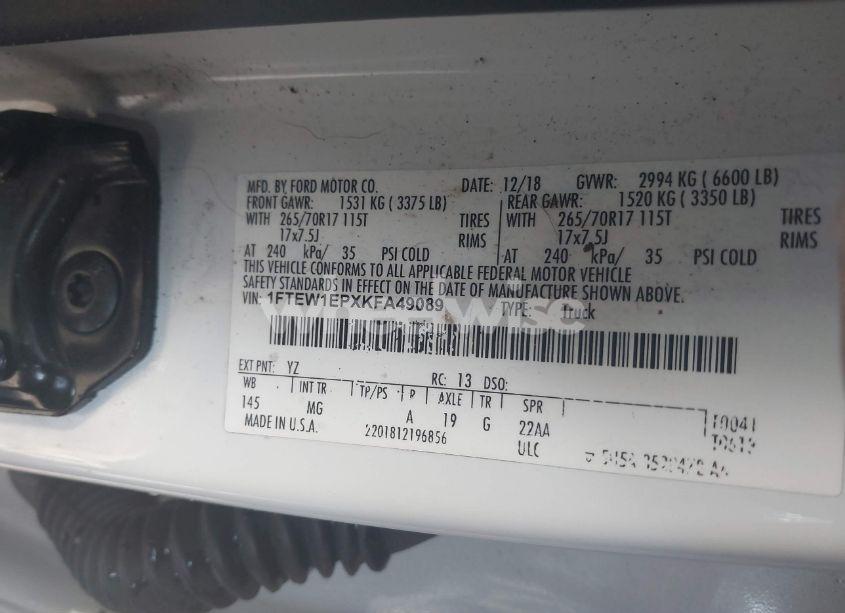 MFD. BY FORD MOTOR CO. DATE: 12/18 GVWR: 2994 KG ( 6600 LB)
FRONT GAWR: 1531 KG ( 3375 LB) REAR GAWR: 1520 KG ( 3350 LB)
WITH 265/70R17 115T TIRES WITH 265/70R17 115T TIRES
17x7.5J RIMS 17x7.5J RIMS
AT 240 kPa/ 35 PSI COLD AT 240 kPa/ 35 PSI COLD
THIS VEHICLE CONFORMS TO ALL APPLICABLE FEDERAL MOTOR VEHICLE
SAFETY STANDARDS IN EFFECT ON THE DATE OF MANUFACTURE SHOWN ABOVE.
VIN: 1FTEW1EPXKFA49089 TYPE: Truck
wheelwise
EXT PNT: YZ RC: 13 DSO:
WB INT TR TP/PS R AXLE TR SPR
145 MG A 19 G 22AA
MADE IN U.S.A. 2201812196856 ULC